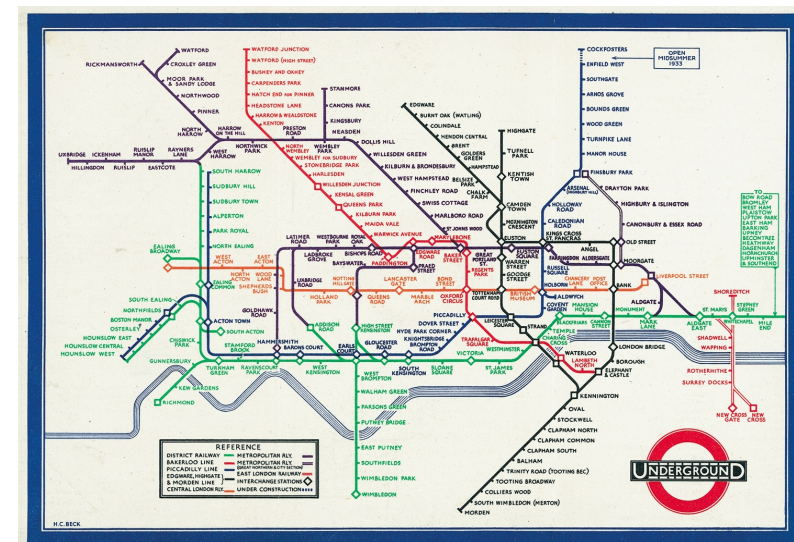 WATFORD
CROXLEY GREEN
RICKMANSWORTH
MOOR PARK
& SANDY LODGE
NORTHWOOD
PINNER
NORTH
HARROW
HARROW
ON THE HILL
NORTHWICK
PARK
PRESTON
ROAD
WEMBLEY
PARK
NEASDEN
KINGSBURY
CANONS PARK
STANMORE
UXBRIDGE
HILLINGDON
ICKENHAM
RUISLIP
RUISLIP
MANOR
EASTCOTE
RAYNERS
LANE
WEST
HARROW
DOLLIS HILL
WILLESDEN GREEN
KILBURN & BRONDESBURY
WEST HAMPSTEAD
FINCHLEY ROAD
SWISS COTTAGE
MARLBORO ROAD
ST JOHNS WOOD
WATFORD JUNCTION
WATFORD (HIGH STREET)
BUSHEY AND OXHEY
CARPENDERS PARK
HATCH END FOR PINNER
HEADSTONE LANE
HARROW & WEALDSTONE
KENTON
NORTH
WEMBLEY
WEMBLEY FOR SUDBURY
STONEBRIDGE PARK
HARLESDEN
WILLESDEN JUNCTION
KENSAL GREEN
QUEENS PARK
KILBURN PARK
MAIDA VALE
WARWICK AVENUE
MARYLEBONE
EDGWARE
ROAD
PADDINGTON
BAKER
STREET
EDGWARE
BURNT OAK (WATLING)
COLINDALE
HENDON CENTRAL
BRENT
GOLDERS
GREEN
HAMPSTEAD
BELSIZE
PARK
CHALK
FARM
HIGHGATE
TUFNELL
PARK
KENTISH
TOWN
CAMDEN
TOWN
MORNINGTON
CRESCENT
EUSTON
COCKFOSTERS
ENFIELD WEST
OPEN
MIDSUMMER
1933
SOUTHGATE
ARNOS GROVE
BOUNDS GREEN
WOOD GREEN
TURNPIKE LANE
MANOR HOUSE
FINSBURY PARK
DRAYTON PARK
ARSENAL
(HIGHBURY HILL)
HIGHBURY & ISLINGTON
HOLLOWAY
ROAD
CALEDONIAN
ROAD
CANONBURY & ESSEX ROAD
KINGS CROSS
ST. PANCRAS
ANGEL
OLD STREET
MOORGATE
FARRINGDON
ALDERSGATE
EUSTON
SQUARE
GREAT
PORTLAND
ST.
REGENTS
PARK
WARREN
STREET
GOODGE
STREET
RUSSELL
SQUARE
TOTTENHAM
COURT ROAD
BRITISH
MUSEUM
HOLBORN
CHANCERY
LANE
POST
OFFICE
BANK
LIVERPOOL STREET
ALDWYCH
COVENT
GARDEN
MANSION
HOUSE
MONUMENT
BLACKFRIARS
CANNON
STREET
MARK
LANE
ALDGATE
ALDGATE
EAST
ST. MARYS
WHITECHAPEL
STEPNEY
GREEN
MILE
END
TO
BOW ROAD
BROMLEY
WEST HAM
PLAISTOW
UPTON PARK
EAST HAM
BARKING
UPNEY
BECONTREE
HEATHWAY
DAGENHAM
HORNCHURCH
UPMINSTER
& SOUTHEND
SHOREDITCH
SHADWELL
WAPPING
ROTHERHITHE
SURREY DOCKS
NEW CROSS
GATE
NEW
CROSS
SOUTH HARROW
SUDBURY HILL
SUDBURY TOWN
ALPERTON
PARK ROYAL
NORTH EALING
EALING
BROADWAY
WEST
ACTON
EAST
ACTON
NORTH
ACTON
WOOD
LANE
SHEPHERDS
BUSH
EALING
COMMON
LATIMER
ROAD
WESTBOURNE
PARK
ROYAL
OAK
LADBROKE
GROVE
BISHOPS ROAD
BAYSWATER
PRAED
STREET
UXBRIDGE
ROAD
HOLLAND
PARK
NOTTING
HILL GATE
QUEENS
ROAD
LANCASTER
GATE
MARBLE
ARCH
BOND
STREET
OXFORD
CIRCUS
SOUTH EALING
NORTHFIELDS
BOSTON MANOR
OSTERLEY
HOUNSLOW EAST
HOUNSLOW CENTRAL
HOUNSLOW WEST
ACTON TOWN
SOUTH ACTON
CHISWICK
PARK
GUNNERSBURY
KEW GARDENS
RICHMOND
TURNHAM
GREEN
STAMFORD
BROOK
RAVENSCOURT
PARK
GOLDHAWK
ROAD
HAMMERSMITH
BARONS COURT
WEST
KENSINGTON
ADDISON
ROAD
EARLS
COURT
HIGH STREET
KENSINGTON
GLOUCESTER
ROAD
SOUTH
KENSINGTON
PICCADILLY
DOVER STREET
HYDE PARK CORNER
KNIGHTSBRIDGE
BROMPTON
ROAD
SLOANE
SQUARE
VICTORIA
ST. JAMES
PARK
WESTMINSTER
TRAFALGAR
SQUARE
LEICESTER
SQUARE
STRAND
CHARING
CROSS
TEMPLE
WATERLOO
LAMBETH
NORTH
ELEPHANT
& CASTLE
BOROUGH
LONDON BRIDGE
KENNINGTON
OVAL
STOCKWELL
CLAPHAM NORTH
CLAPHAM COMMON
CLAPHAM SOUTH
BALHAM
TRINITY ROAD (TOOTING BEC)
TOOTING BROADWAY
COLLIERS WOOD
SOUTH WIMBLEDON (MERTON)
MORDEN
WEST
BROMPTON
WALHAM GREEN
PARSONS GREEN
PUTNEY BRIDGE
EAST PUTNEY
SOUTHFIELDS
WIMBLEDON PARK
WIMBLEDON
REFERENCE
DISTRICT RAILWAY
BAKERLOO LINE
PICCADILLY LINE
EDGWARE, HIGHGATE
& MORDEN LINE
CENTRAL LONDON RLY.
METROPOLITAN RLY.
METROPOLITAN RLY.
(GREAT NORTHERN & CITY SECTION)
EAST LONDON RAILWAY
INTERCHANGE STATIONS
UNDER CONSTRUCTION
UNDERGROUND
H.C. BECK